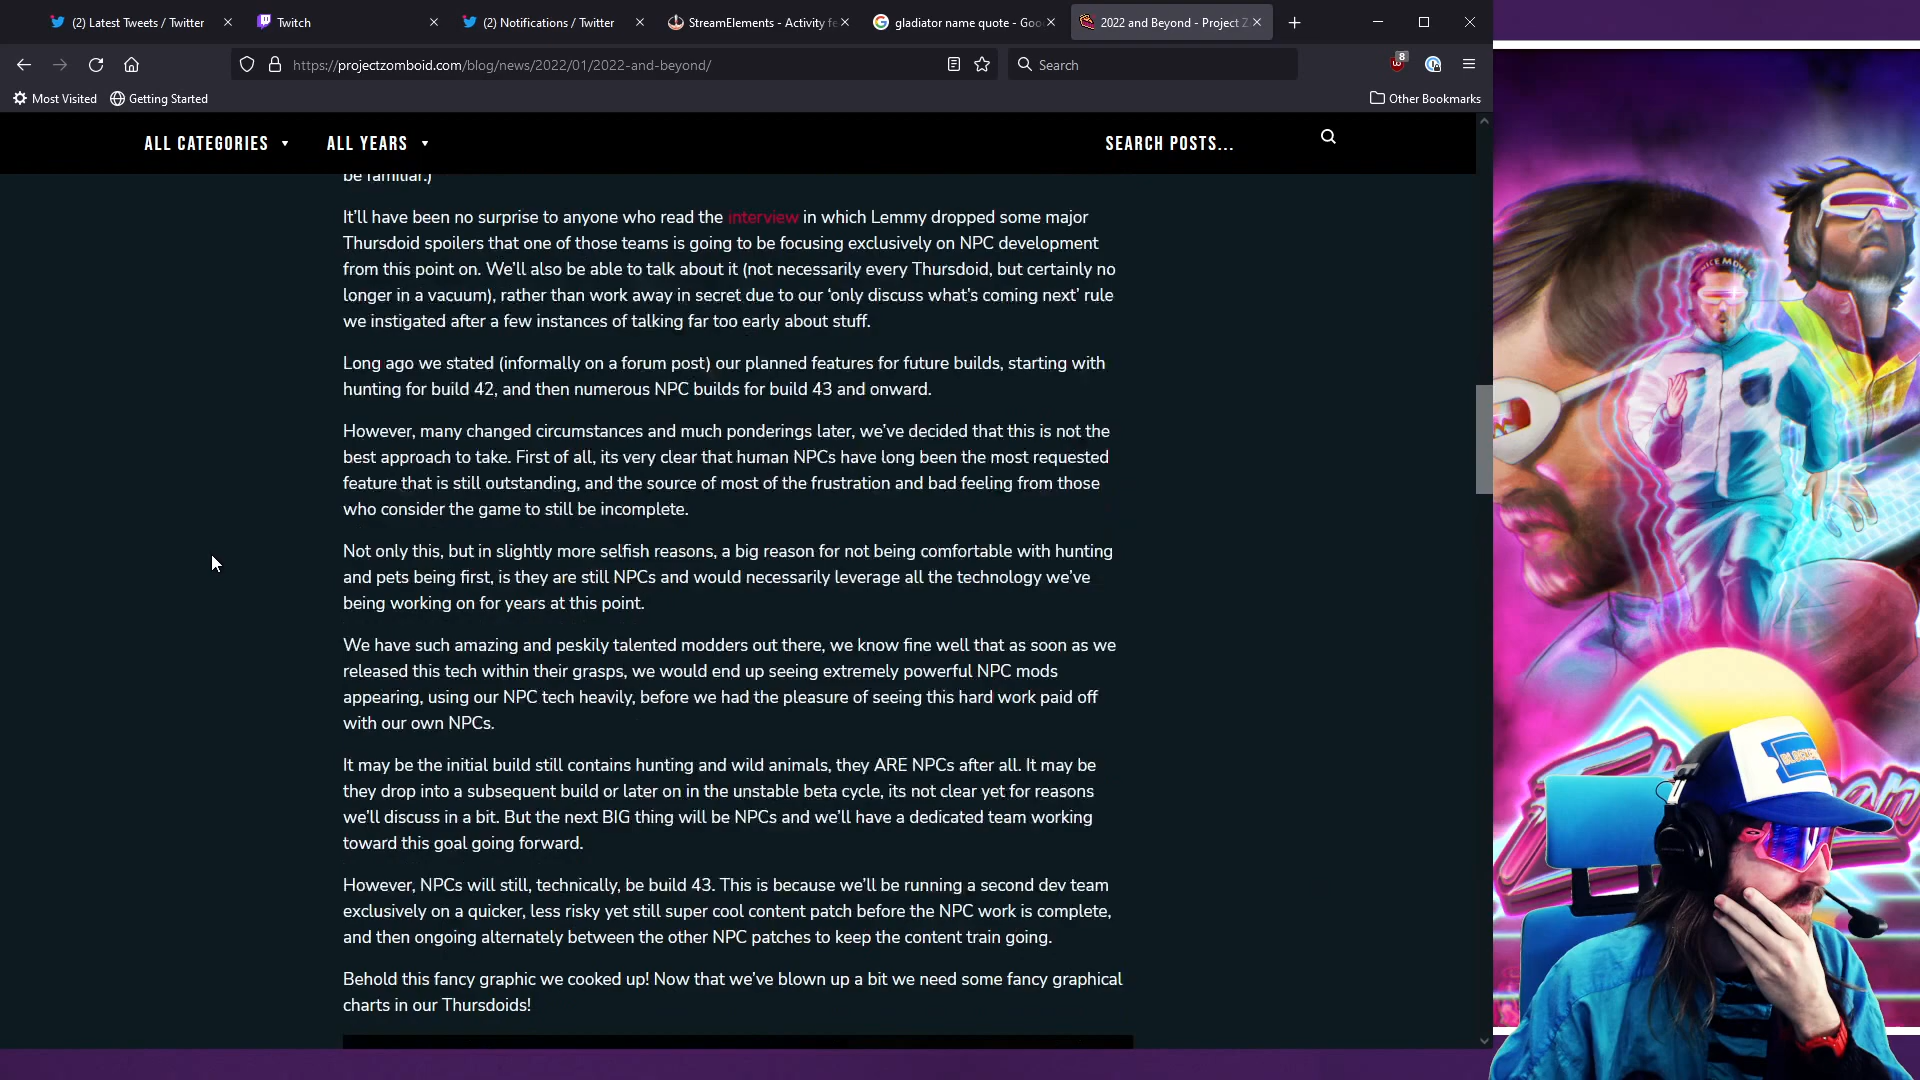 (2) Latest Tweets / Twitter
Twitch
(2) Notifications / Twitter
StreamElements - Activity fe
gladiator name quote - Goo
2022 and Beyond - Project Z
https://projectzomboid.com/blog/news/2022/01/2022-and-beyond/
Search
8
Most Visited
Getting Started
Other Bookmarks
ALL CATEGORIES
ALL YEARS
SEARCH POSTS...
be familiar.)
It’ll have been no surprise to anyone who read the interview in which Lemmy dropped some major
Thursdoid spoilers that one of those teams is going to be focusing exclusively on NPC development
from this point on. We’ll also be able to talk about it (not necessarily every Thursdoid, but certainly no
longer in a vacuum), rather than work away in secret due to our ‘only discuss what’s coming next’ rule
we instigated after a few instances of talking far too early about stuff.
Long ago we stated (informally on a forum post) our planned features for future builds, starting with
hunting for build 42, and then numerous NPC builds for build 43 and onward.
However, many changed circumstances and much ponderings later, we’ve decided that this is not the
best approach to take. First of all, its very clear that human NPCs have long been the most requested
feature that is still outstanding, and the source of most of the frustration and bad feeling from those
who consider the game to still be incomplete.
Not only this, but in slightly more selfish reasons, a big reason for not being comfortable with hunting
and pets being first, is they are still NPCs and would necessarily leverage all the technology we’ve
being working on for years at this point.
We have such amazing and peskily talented modders out there, we know fine well that as soon as we
released this tech within their grasps, we would end up seeing extremely powerful NPC mods
appearing, using our NPC tech heavily, before we had the pleasure of seeing this hard work paid off
with our own NPCs.
It may be the initial build still contains hunting and wild animals, they ARE NPCs after all. It may be
they drop into a subsequent build or later on in the unstable beta cycle, its not clear yet for reasons
we’ll discuss in a bit. But the next BIG thing will be NPCs and we’ll have a dedicated team working
toward this goal going forward.
However, NPCs will still, technically, be build 43. This is because we’ll be running a second dev team
exclusively on a quicker, less risky yet still super cool content patch before the NPC work is complete,
and then ongoing alternately between the other NPC patches to keep the content train going.
Behold this fancy graphic we cooked up! Now that we’ve blown up a bit we need some fancy graphical
charts in our Thursdoids!